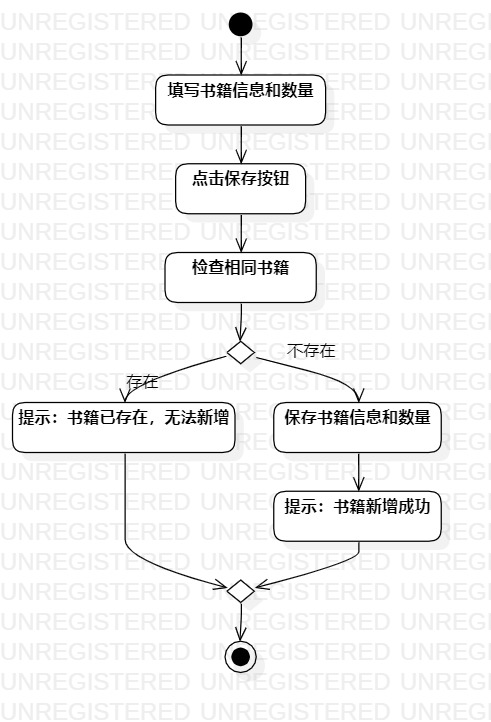 填写书籍信息和数量
点击保存按钮
检查相同书籍
不存在
存在
提示：书籍已存在，无法新增
保存书籍信息和数量
提示：书籍新增成功
UNREGISTERED